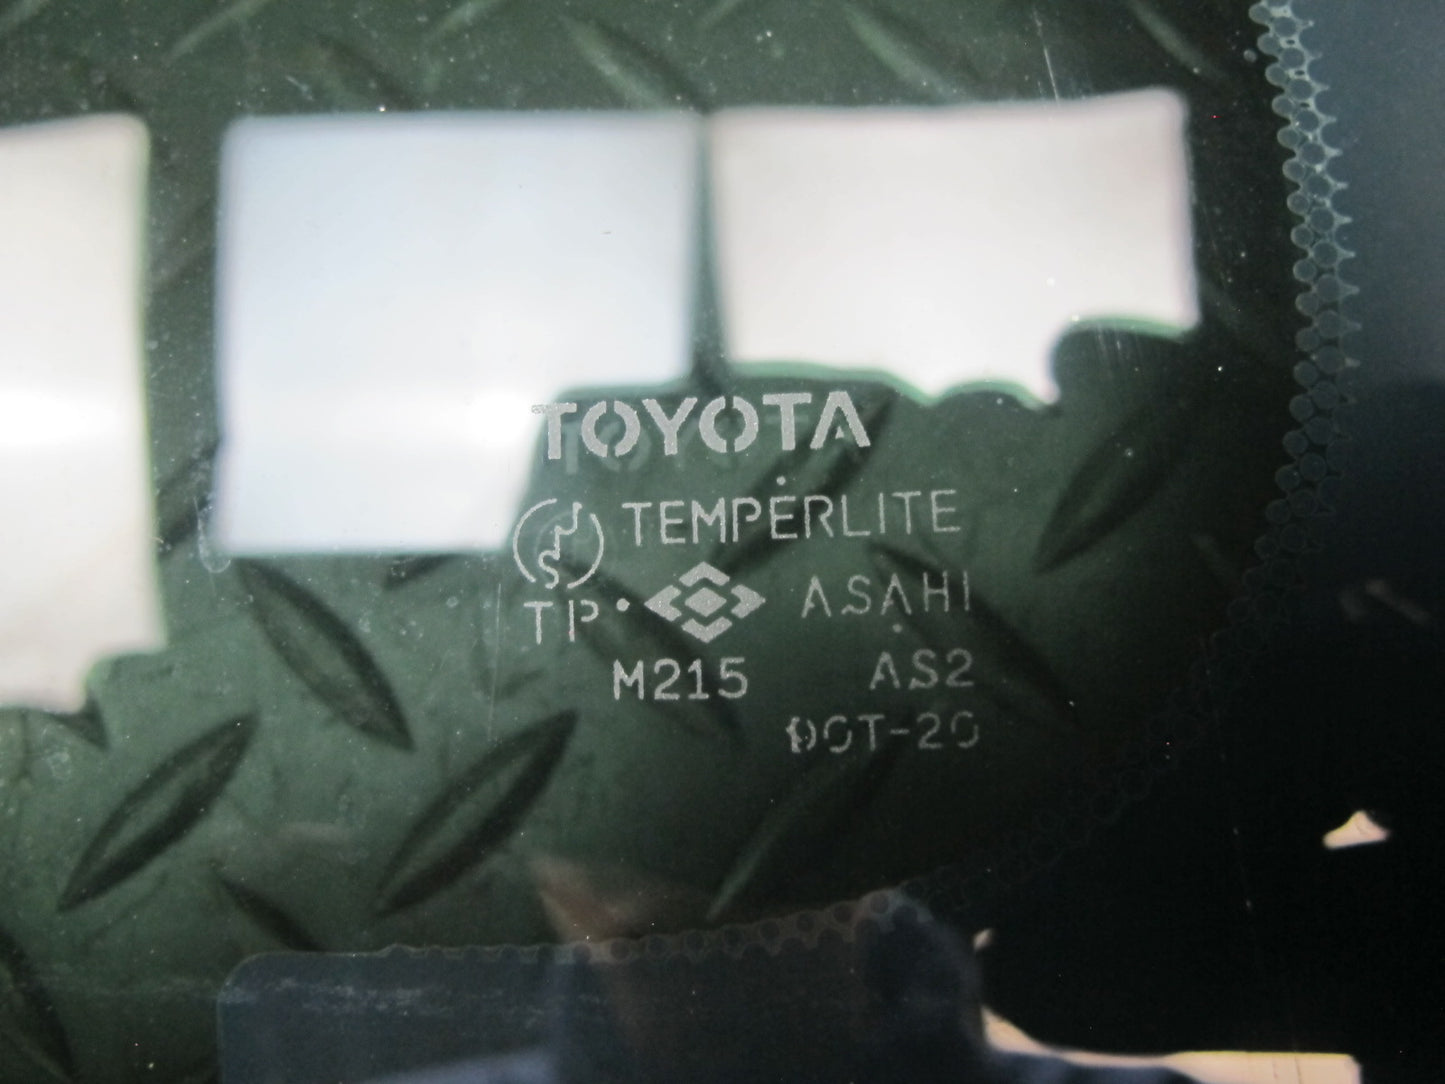 TOYOTA
TEMPERLITE
TP ASAHI
M215 AS2
DOT-20